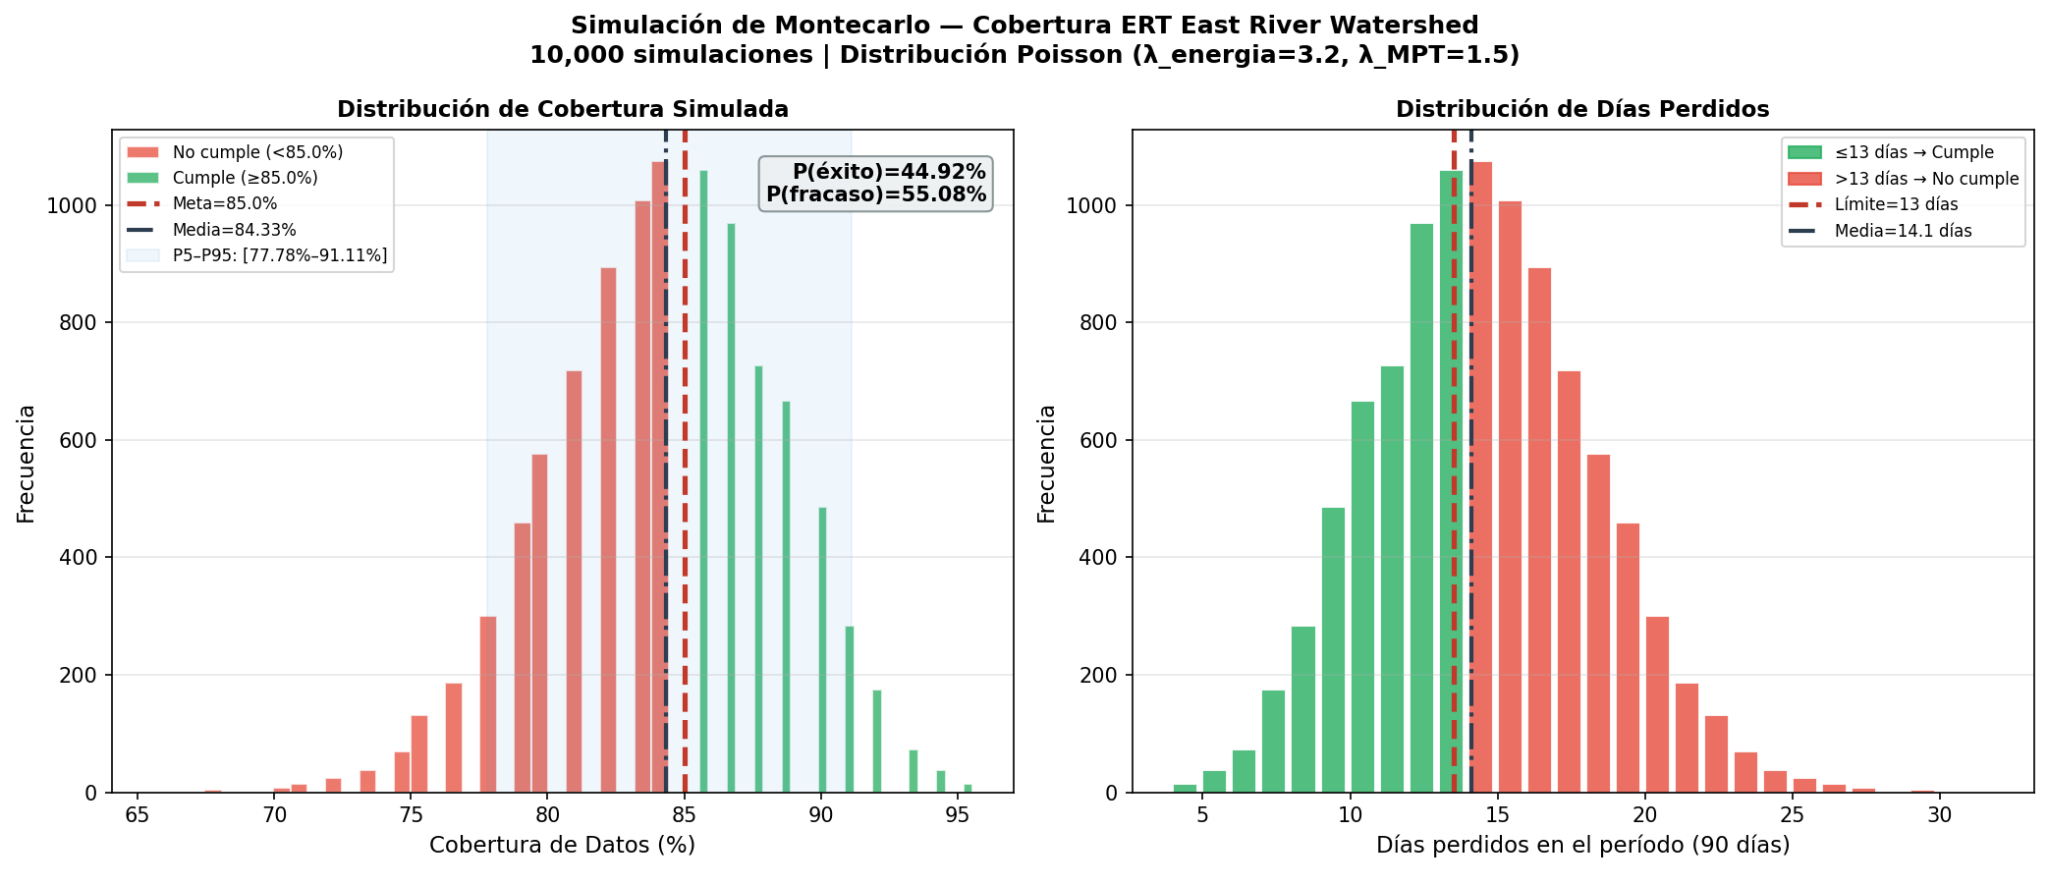 Simulación de Montecarlo — Cobertura ERT East River Watershed
10,000 simulaciones | Distribución Poisson (λ_energia=3.2, λ_MPT=1.5)
Distribución de Cobertura Simulada
No cumple (<85.0%)
Cumple (≥85.0%)
Meta=85.0%
Media=84.33%
P5–P95: [77.78%–91.11%]
P(éxito)=44.92%
P(fracaso)=55.08%
Frecuencia
1000
800
600
400
200
0
65
70
75
80
85
90
95
Cobertura de Datos (%)
Distribución de Días Perdidos
≤13 días → Cumple
>13 días → No cumple
Límite=13 días
Media=14.1 días
Frecuencia
1000
800
600
400
200
0
5
10
15
20
25
30
Días perdidos en el período (90 días)